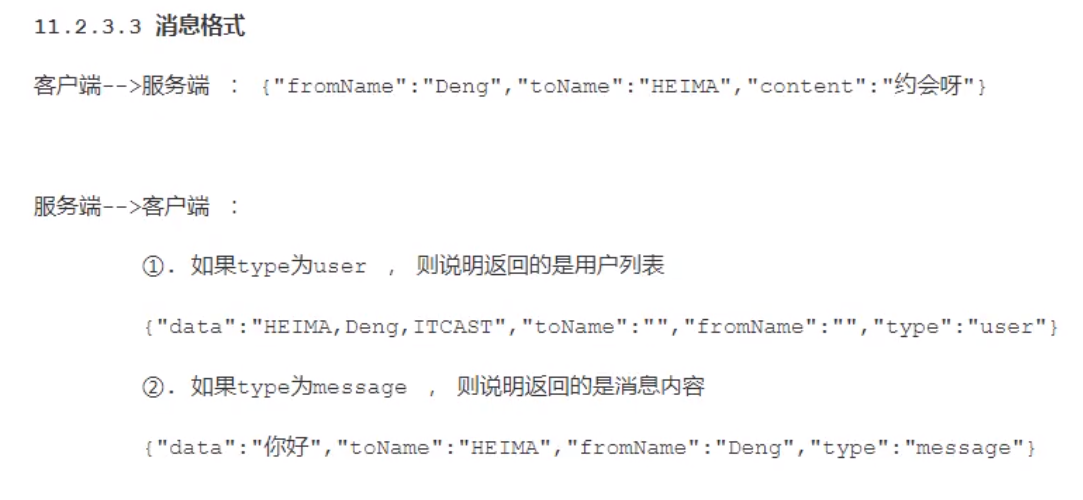 11.2.3.3 消息格式
客户端-->服务端 : {"fromName":"Deng","toName":"HEIMA","content":"约会呀"}
服务端-->客户端 :
①. 如果type为user , 则说明返回的是用户列表
{"data":"HEIMA,Deng,ITCAST","toName":"","fromName":"","type":"user"}
②. 如果type为message , 则说明返回的是消息内容
{"data":"你好","toName":"HEIMA","fromName":"Deng","type":"message"}